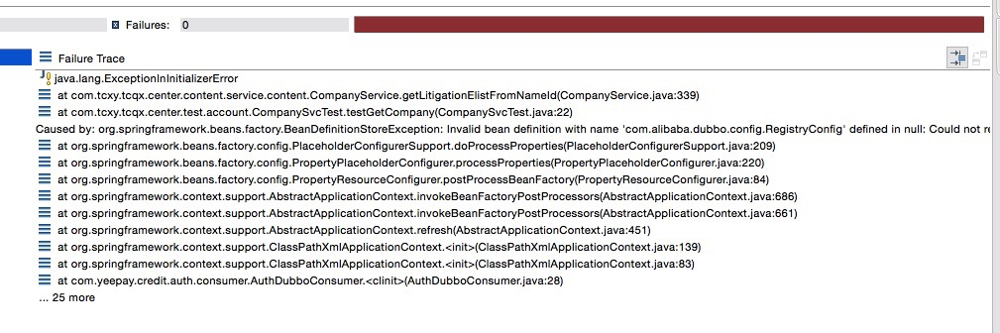 Failures: 0
Failure Trace
java.lang.ExceptionInInitializerError
at com.tcxy.tcqx.center.content.service.content.CompanyService.getLitigationElistFromNameId(CompanyService.java:339)
at com.tcxy.tcqx.center.test.account.CompanySvcTest.testGetCompany(CompanySvcTest.java:22)
Caused by: org.springframework.beans.factory.BeanDefinitionStoreException: Invalid bean definition with name 'com.alibaba.dubbo.config.RegistryConfig' defined in null: Could not re
at org.springframework.beans.factory.config.PlaceholderConfigurerSupport.doProcessProperties(PlaceholderConfigurerSupport.java:209)
at org.springframework.beans.factory.config.PropertyPlaceholderConfigurer.processProperties(PropertyPlaceholderConfigurer.java:220)
at org.springframework.beans.factory.config.PropertyResourceConfigurer.postProcessBeanFactory(PropertyResourceConfigurer.java:84)
at org.springframework.context.support.AbstractApplicationContext.invokeBeanFactoryPostProcessors(AbstractApplicationContext.java:686)
at org.springframework.context.support.AbstractApplicationContext.invokeBeanFactoryPostProcessors(AbstractApplicationContext.java:661)
at org.springframework.context.support.AbstractApplicationContext.refresh(AbstractApplicationContext.java:451)
at org.springframework.context.support.ClassPathXmlApplicationContext.<init>(ClassPathXmlApplicationContext.java:139)
at org.springframework.context.support.ClassPathXmlApplicationContext.<init>(ClassPathXmlApplicationContext.java:83)
at com.yeepay.credit.auth.consumer.AuthDubboConsumer.<clinit>(AuthDubboConsumer.java:28)
... 25 more